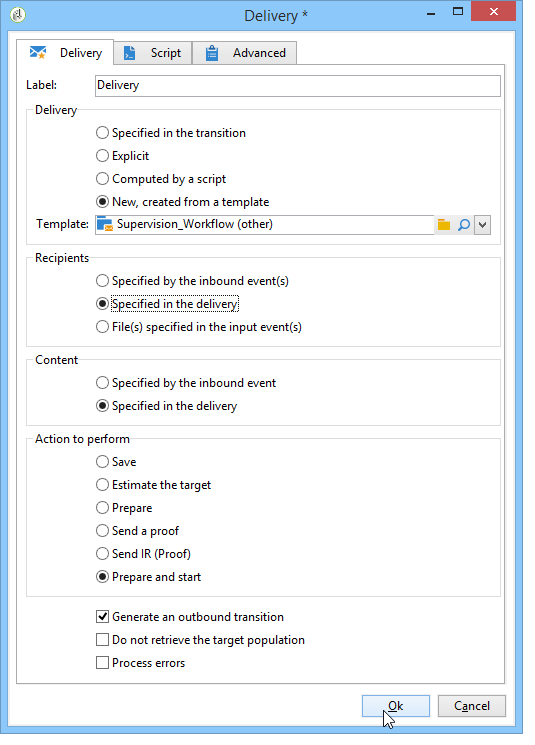 Delivery *
Delivery Script Advanced
Label: Delivery
Delivery
Specified in the transition
Explicit
Computed by a script
New, created from a template
Template: Supervision_Workflow (other)
Recipients
Specified by the inbound event(s)
Specified in the delivery
File(s) specified in the input event(s)
Content
Specified by the inbound event
Specified in the delivery
Action to perform
Save
Estimate the target
Prepare
Send a proof
Send IR (Proof)
Prepare and start
Generate an outbound transition
Do not retrieve the target population
Process errors
Ok Cancel